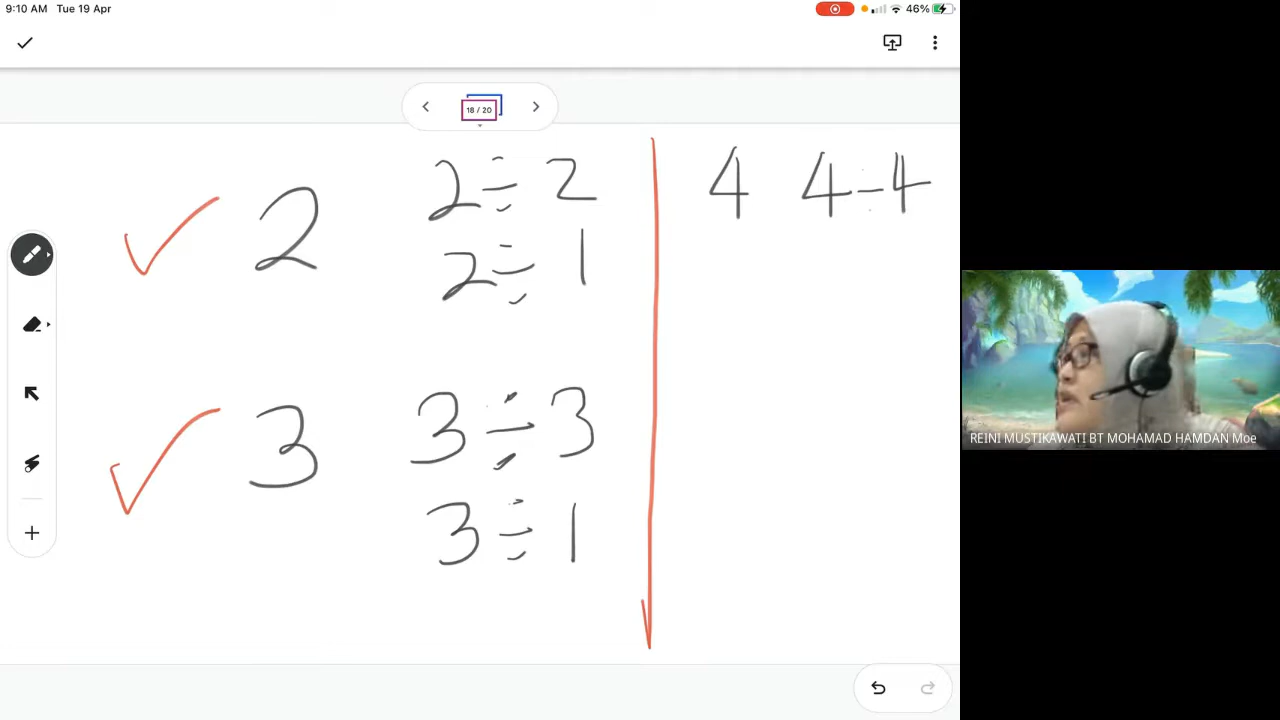 9:10 AM Tue 19 Apr
46%
18 / 20
2
2 ÷ 2
2 ÷ 1
3
3 ÷ 3
3 ÷ 1
4 4 ÷ 4
REINI MUSTIKAWATI BT MOHAMAD HAMDAN Moe